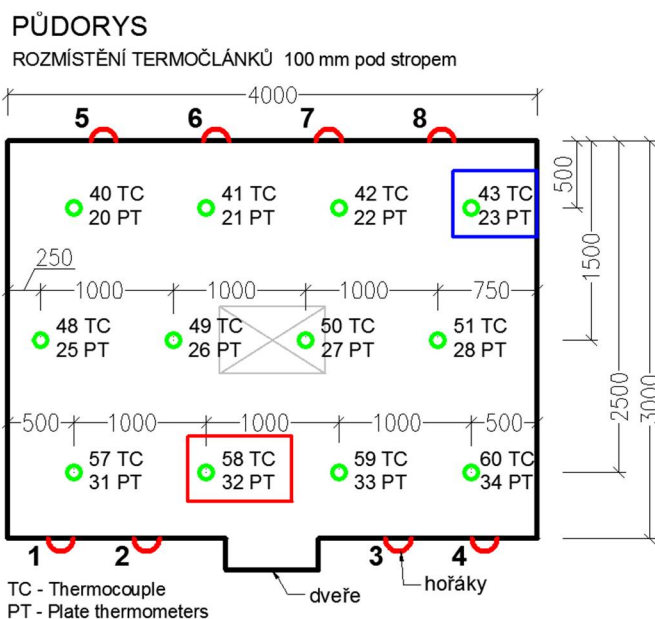 PŮDORYS
ROZMÍSTĚNÍ TERMOČLÁNKŮ 100 mm pod stropem
4000
5 6 7 8
40 TC 41 TC 42 TC 43 TC
20 PT 21 PT 22 PT 23 PT
500
1500
2500
3000
250
1000 1000 1000 750
48 TC 49 TC 50 TC 51 TC
25 PT 26 PT 27 PT 28 PT
500 1000 1000 1000 500
57 TC 58 TC 59 TC 60 TC
31 PT 32 PT 33 PT 34 PT
1 2 3 4
dveře hořáky
TC - Thermocouple
PT - Plate thermometers